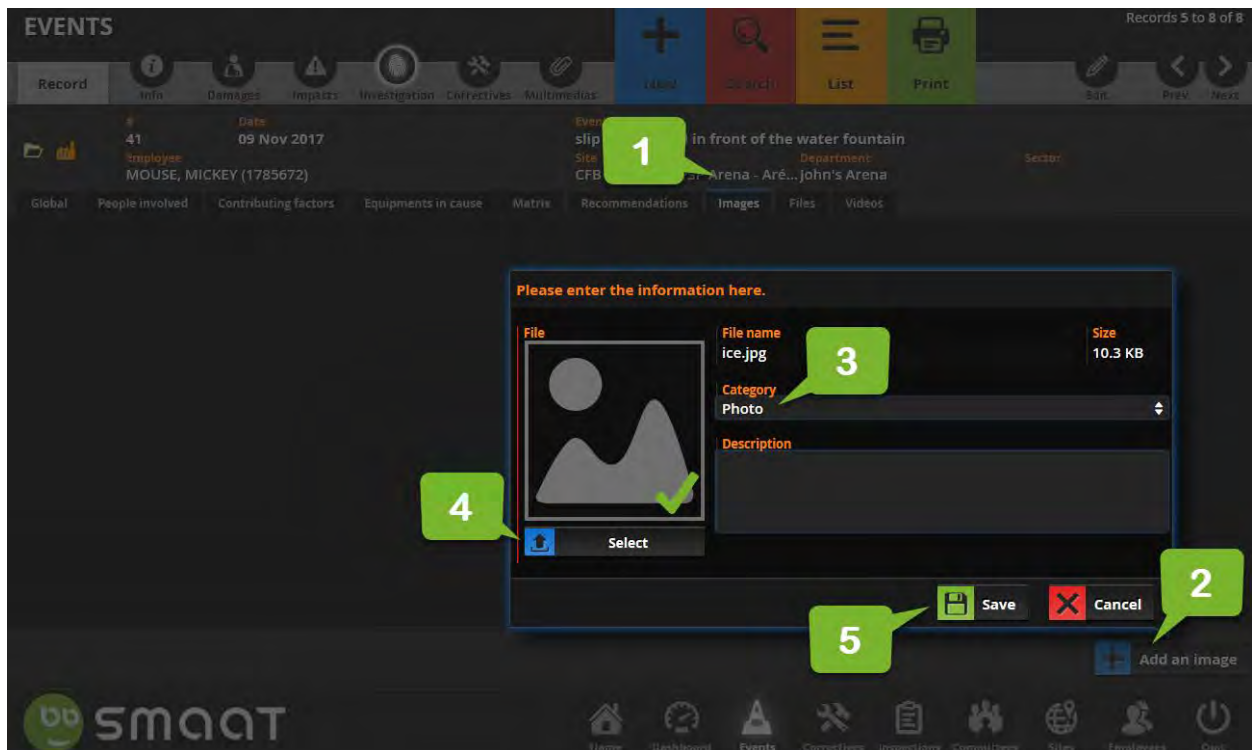 EVENTS
Records 5 to 8 of 8
Record
Info
Damages
Impacts
Investigation
Correctives
Multimedias
Search
List
Print
Edit
Prev
Next
#
41
Date
09 Nov 2017
Event
slip
in front of the water fountain
Employee
MOUSE, MICKEY (1785672)
Site
CFB
Arena - Aré...
Department
john's Arena
Sector
1
Global
People involved
Contributing factors
Equipments in cause
Matrix
Recommendations
Images
Files
Videos
Please enter the information here.
File
File name
ice.jpg
Size
10.3 KB
3
Category
Photo
Description
4
Select
Save
Cancel
2
5
Add an image
smaat
Home
Dashboard
Events
Correctives
Inspections
Committees
Sites
Employees
Quit